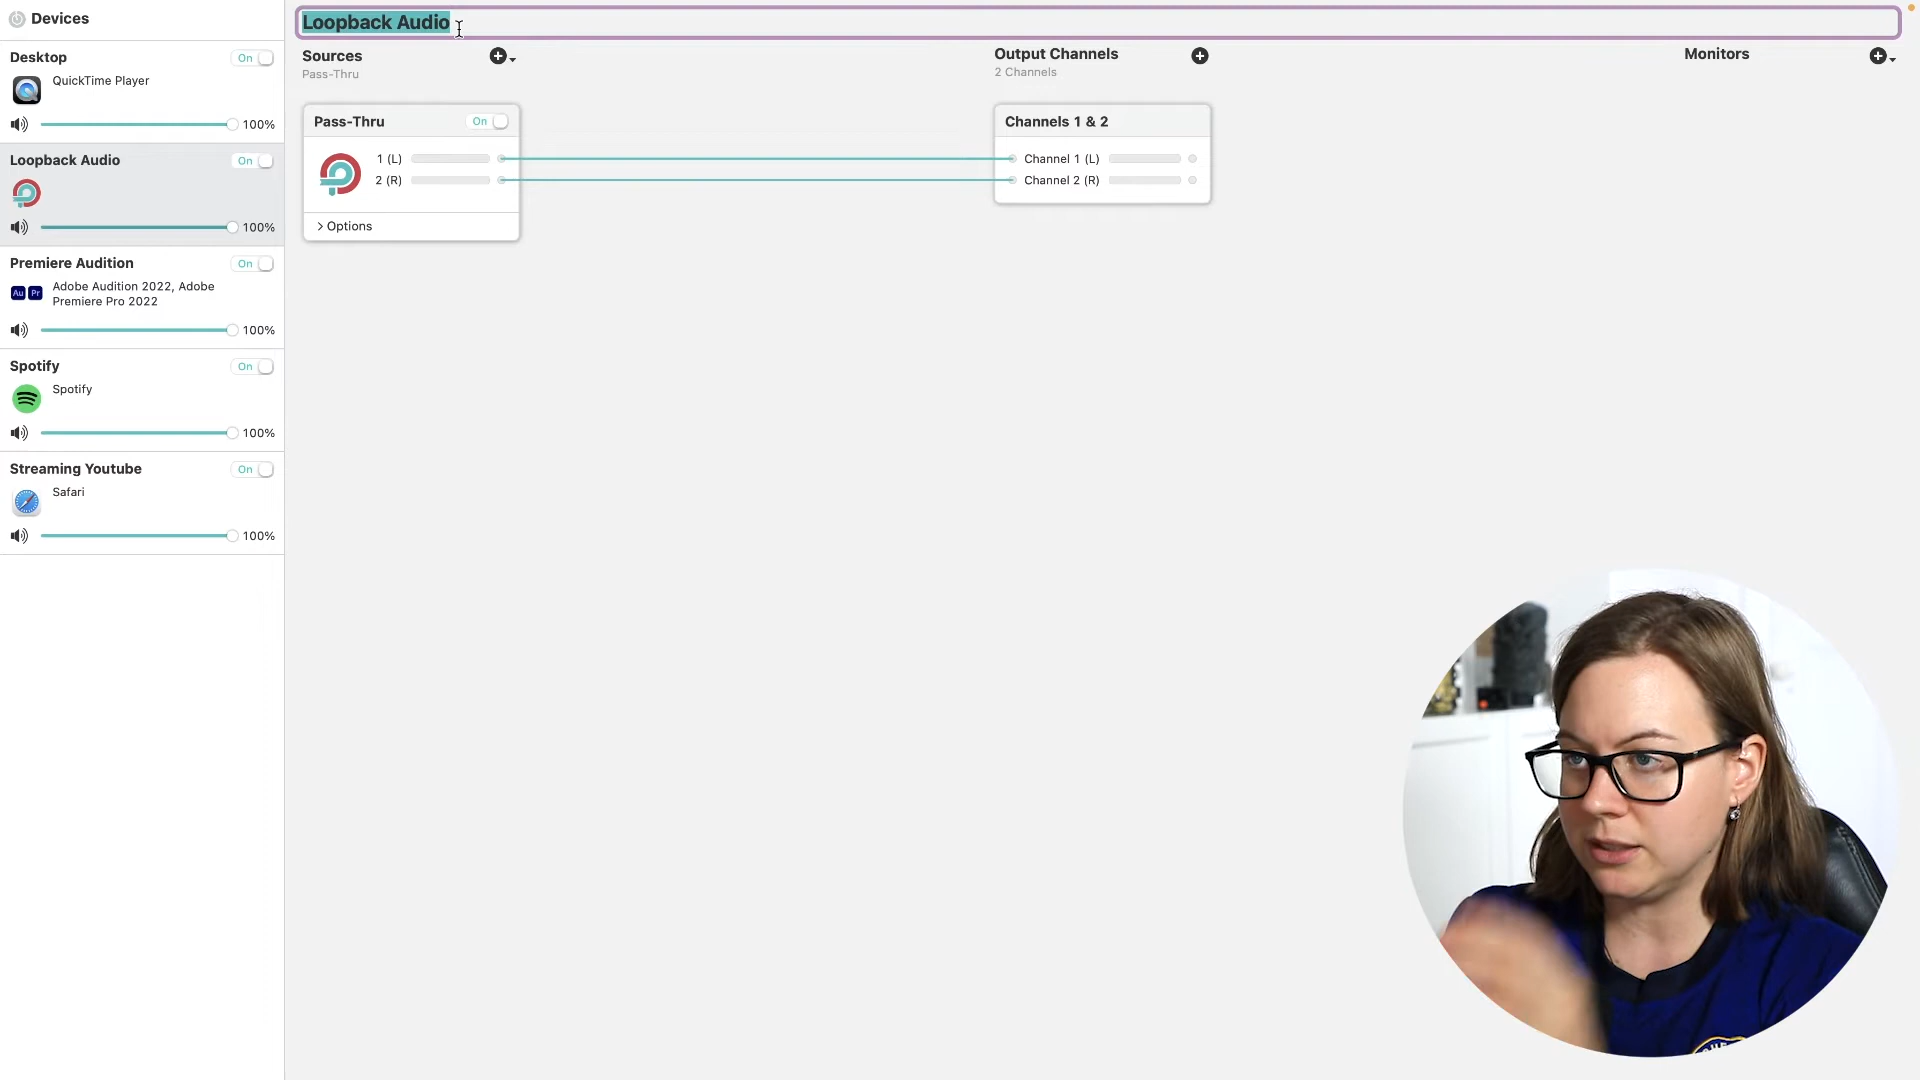 Devices
Desktop
On
QuickTime Player
100%
Loopback Audio
On
100%
Premiere Audition
On
Au Pr
Adobe Audition 2022, Adobe
Premiere Pro 2022
100%
Spotify
On
Spotify
100%
Streaming Youtube
On
Safari
100%
Loopback Audio
Sources
Pass-Thru
Pass-Thru
On
1 (L)
2 (R)
> Options
Output Channels
2 Channels
Channels 1 & 2
Channel 1 (L)
Channel 2 (R)
Monitors